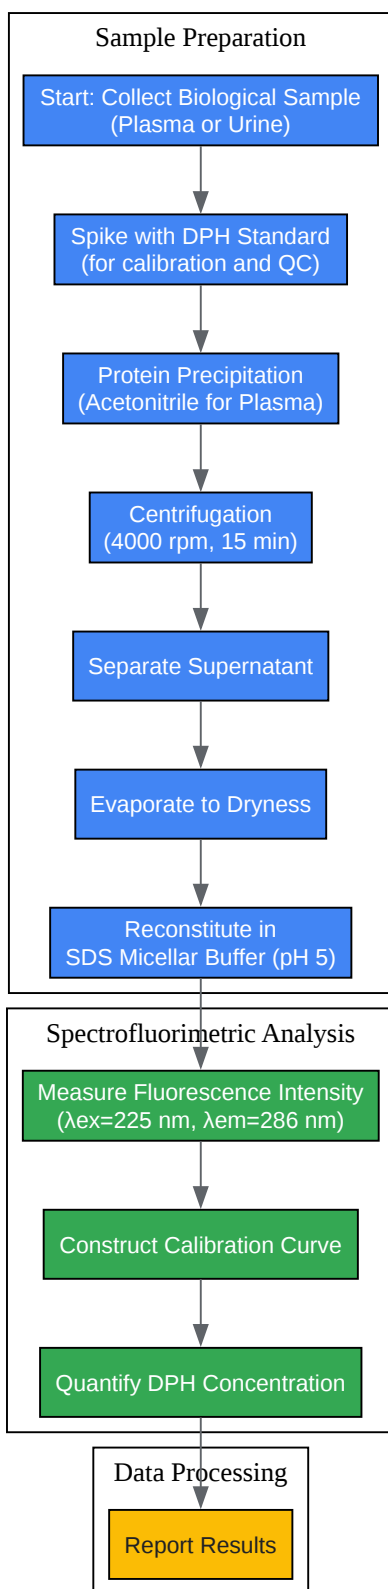 Sample Preparation
Start: Collect Biological Sample
(Plasma or Urine)
Spike with DPH Standard
(for calibration and QC)
Protein Precipitation
(Acetonitrile for Plasma)
Centrifugation
(4000 rpm, 15 min)
Separate Supernatant
Evaporate to Dryness
Reconstitute in
SDS Micellar Buffer (pH 5)
Spectrofluorimetric Analysis
Measure Fluorescence Intensity
(λex=225 nm, λem=286 nm)
Construct Calibration Curve
Quantify DPH Concentration
Data Processing
Report Results